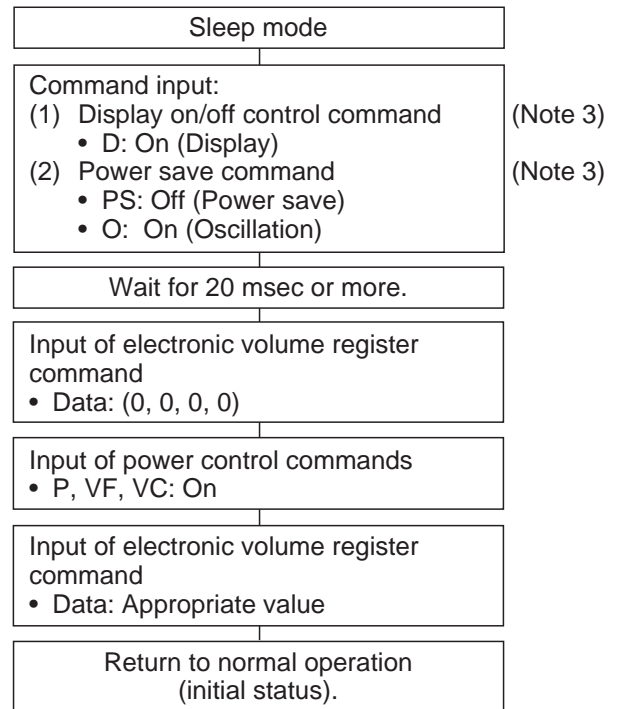 Sleep mode
Command input:
(1) Display on/off control command (Note 3)
• D: On (Display)
(2) Power save command (Note 3)
• PS: Off (Power save)
• O: On (Oscillation)
Wait for 20 msec or more.
Input of electronic volume register
command
• Data: (0, 0, 0, 0)
Input of power control commands
• P, VF, VC: On
Input of electronic volume register
command
• Data: Appropriate value
Return to normal operation
(initial status).